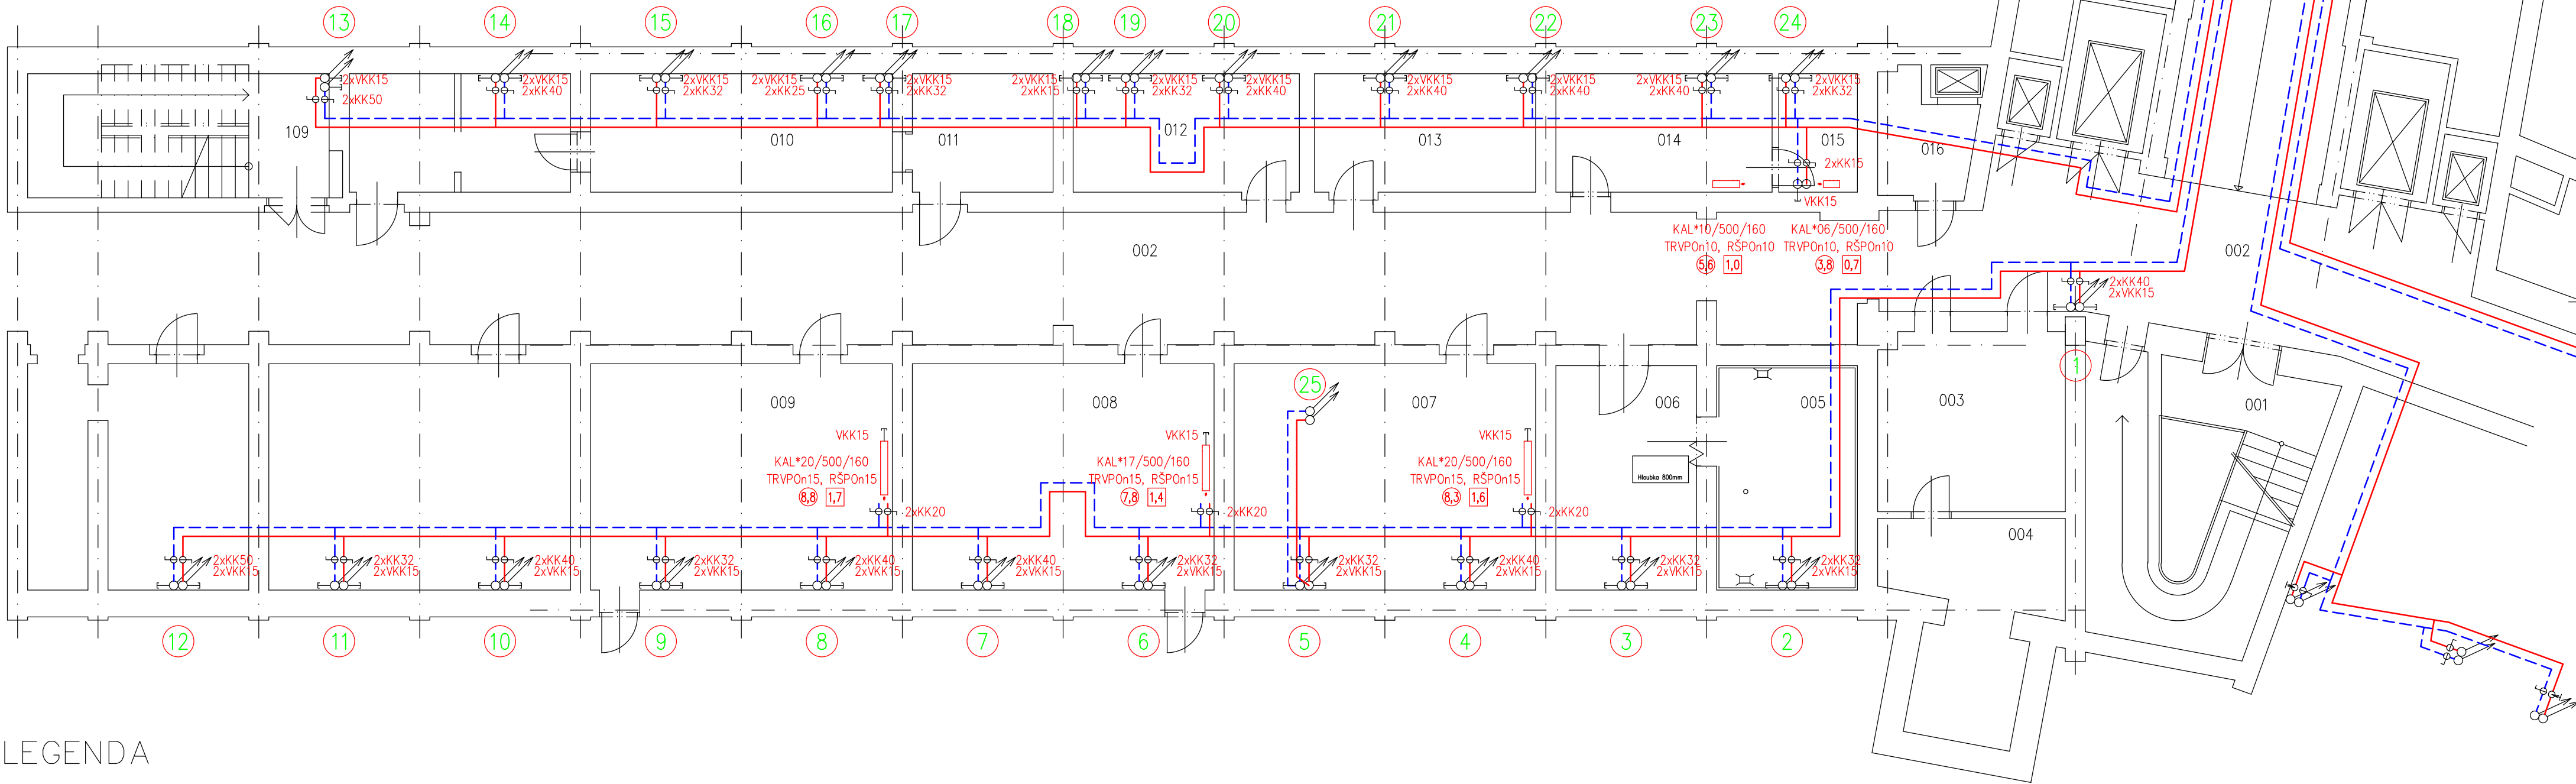 13
14
15
16
17
18
19
20
21
22
23
24
2xVKK15
2xKK50
2xVKK15
2xKK40
2xVKK15
2xKK32
2xVKK15
2xKK25
2xVKK15
2xKK32
2xVKK15
2xKK15
2xVKK15
2xKK32
2xVKK15
2xKK40
2xVKK15
2xKK40
2xVKK15
2xKK40
2xVKK15
2xKK40
2xVKK15
2xKK32
109
010
011
012
013
014
015
016
2xKK15
VKK15
KAL*10/500/160
TRVPOn10, RŠPOn10
5,6 1,0
KAL*06/500/160
TRVPOn10, RŠPOn10
3,8 0,7
002
002
2xKK40
2xVKK15
1
25
009
008
007
006
005
003
001
004
VKK15
KAL*20/500/160
TRVPOn15, RŠPOn15
8,8 1,7
2xKK20
VKK15
KAL*17/500/160
TRVPOn15, RŠPOn15
7,8 1,4
2xKK20
VKK15
KAL*20/500/160
TRVPOn15, RŠPOn15
8,3 1,6
2xKK20
Hloubka 800mm
2xKK50
2xVKK15
2xKK32
2xVKK15
2xKK40
2xVKK15
2xKK32
2xVKK15
2xKK40
2xVKK15
2xKK40
2xVKK15
2xKK32
2xVKK15
2xKK32
2xVKK15
2xKK40
2xVKK15
2xKK32
2xVKK15
2xKK32
2xVKK15
12
11
10
9
8
7
6
5
4
3
2
LEGENDA